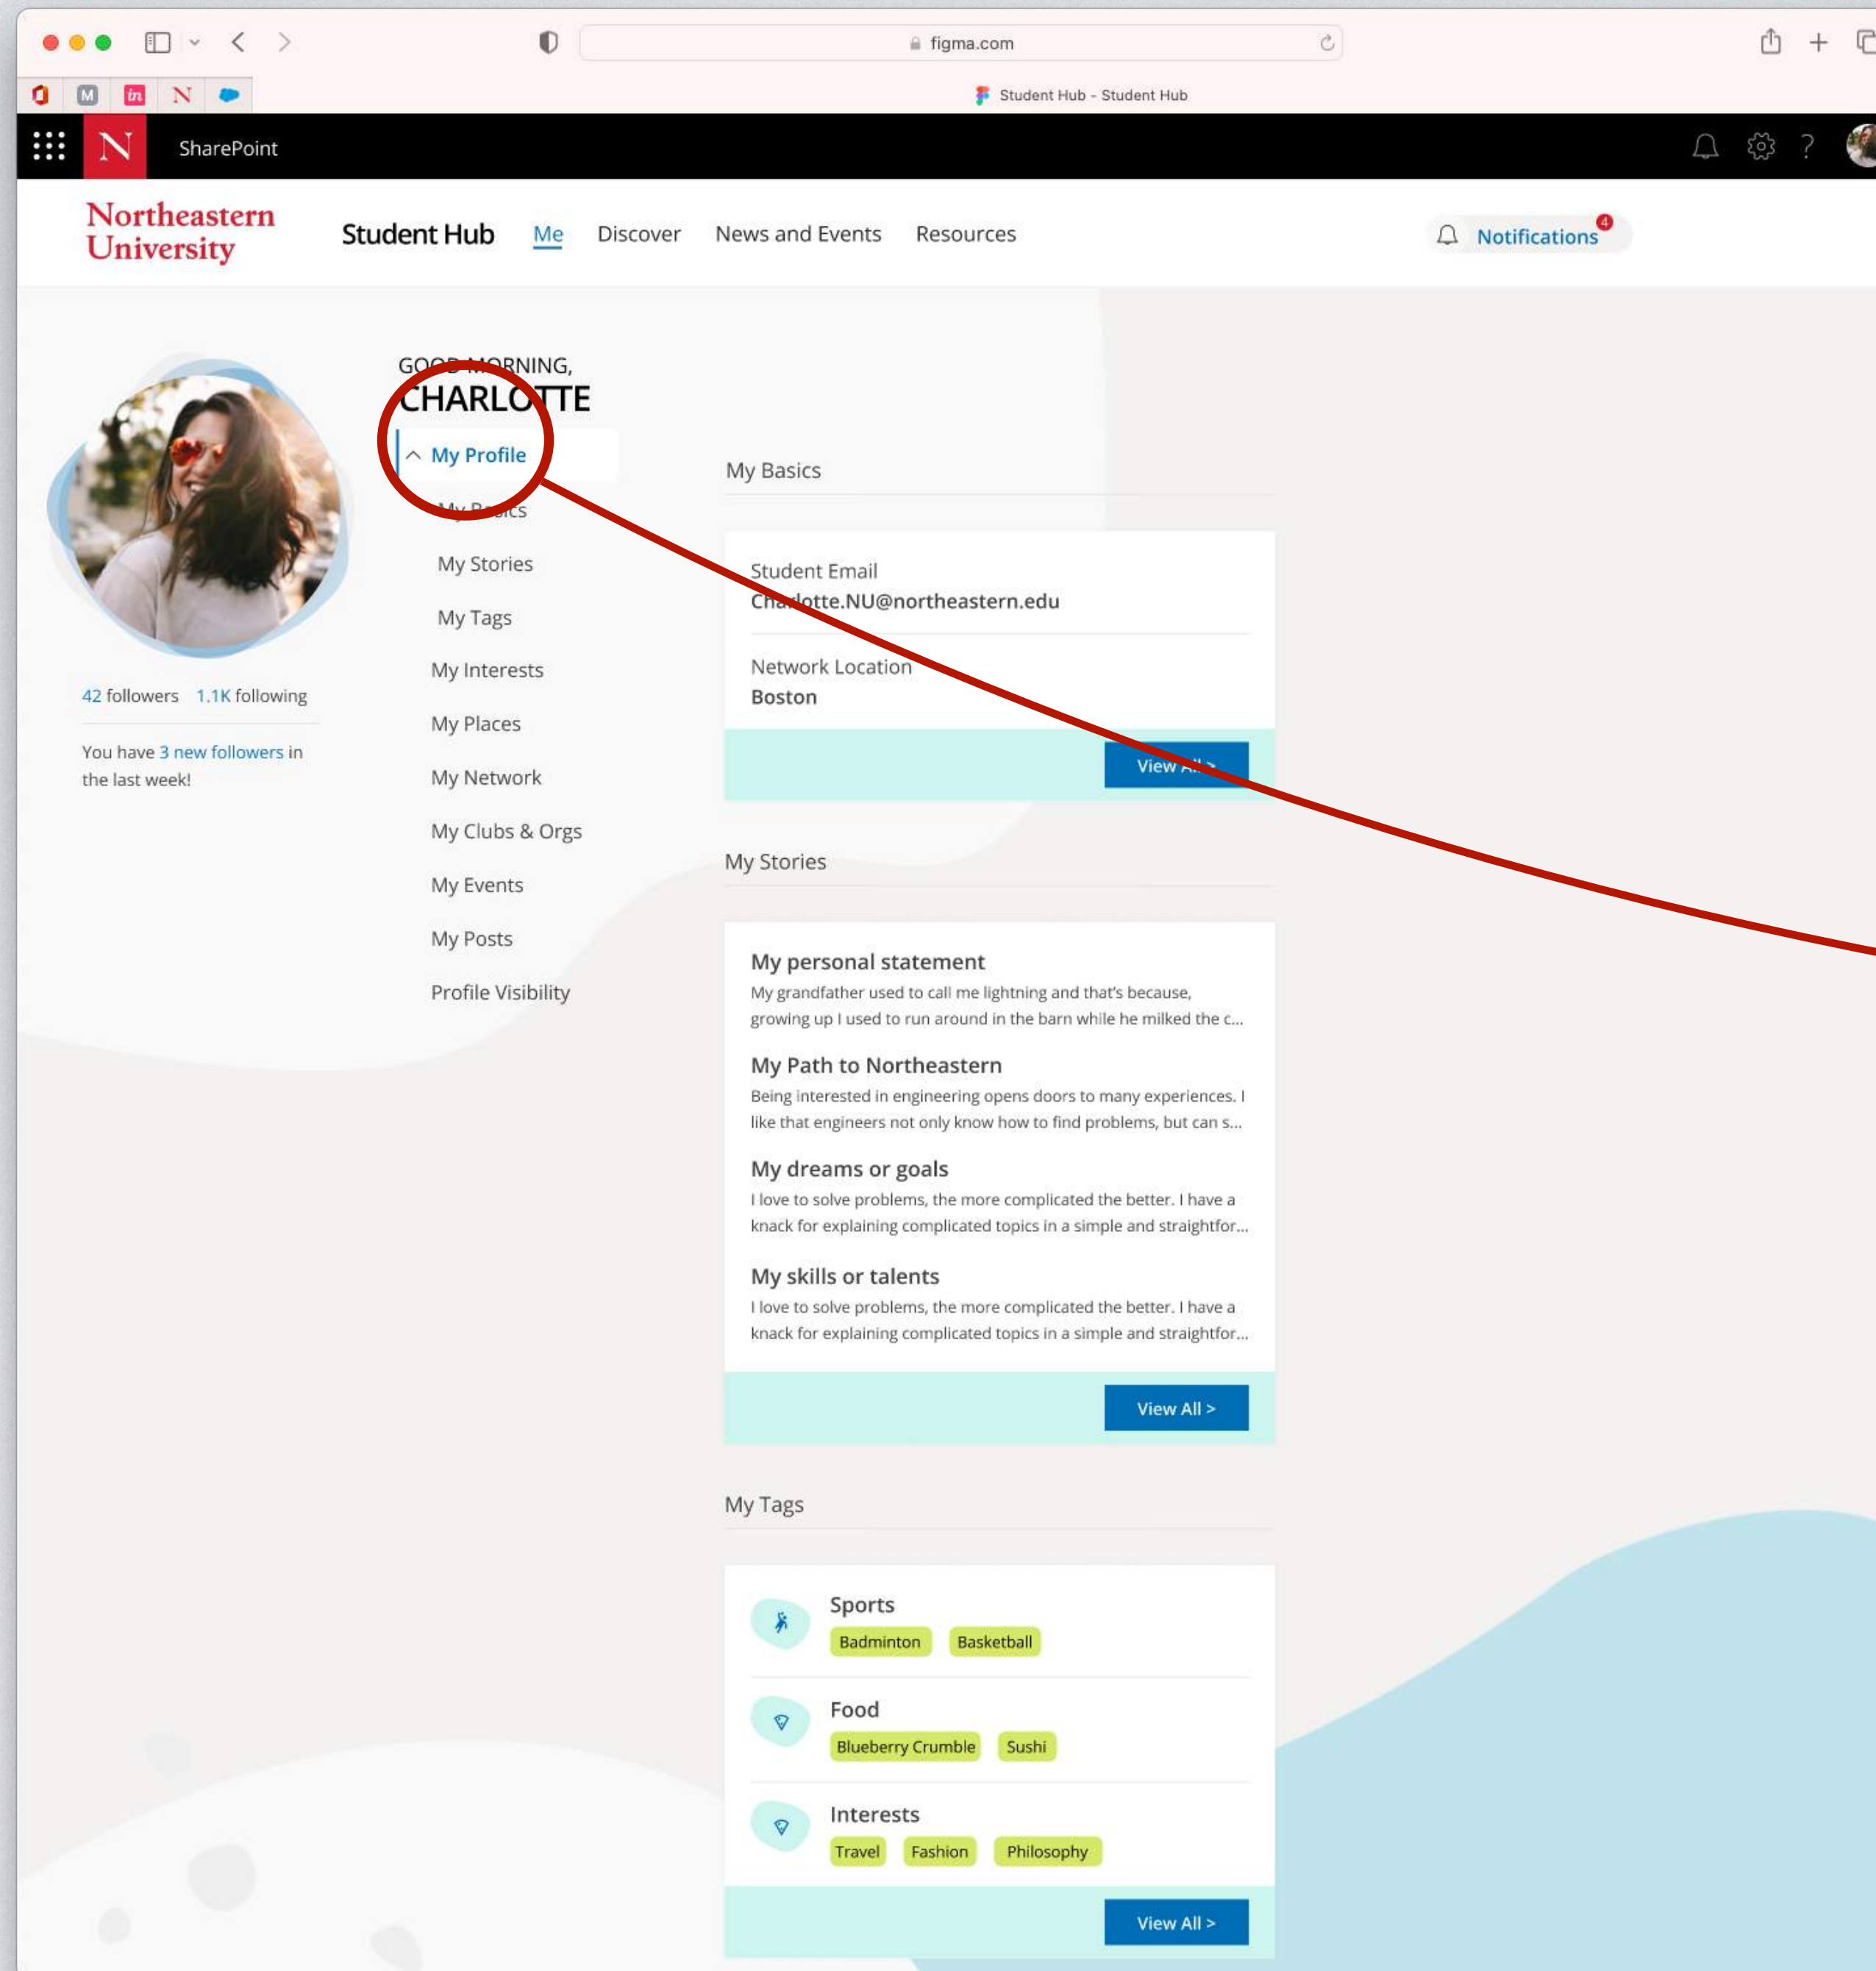 figma.com
M
in
N
Student Hub - Student Hub
N
SharePoint
?
Northeastern
University
Student Hub
Me
Discover
News and Events
Resources
Notifications
4
GOOD MORNING,
CHARLOTTE
My Profile
My Basics
My Stories
My Tags
My Interests
My Places
My Network
My Clubs & Orgs
My Events
My Posts
Profile Visibility
42 followers 1.1K following
You have 3 new followers in
the last week!
My Basics
Student Email
Charlotte.NU@northeastern.edu
Network Location
Boston
View All >
My Stories
My personal statement
My grandfather used to call me lightning and that's because,
growing up I used to run around in the barn while he milked the c...
My Path to Northeastern
Being interested in engineering opens doors to many experiences. I
like that engineers not only know how to find problems, but can s...
My dreams or goals
I love to solve problems, the more complicated the better. I have a
knack for explaining complicated topics in a simple and straightfor...
My skills or talents
I love to solve problems, the more complicated the better. I have a
knack for explaining complicated topics in a simple and straightfor...
View All >
My Tags
Sports
Badminton Basketball
Food
Blueberry Crumble Sushi
Interests
Travel Fashion Philosophy
View All >